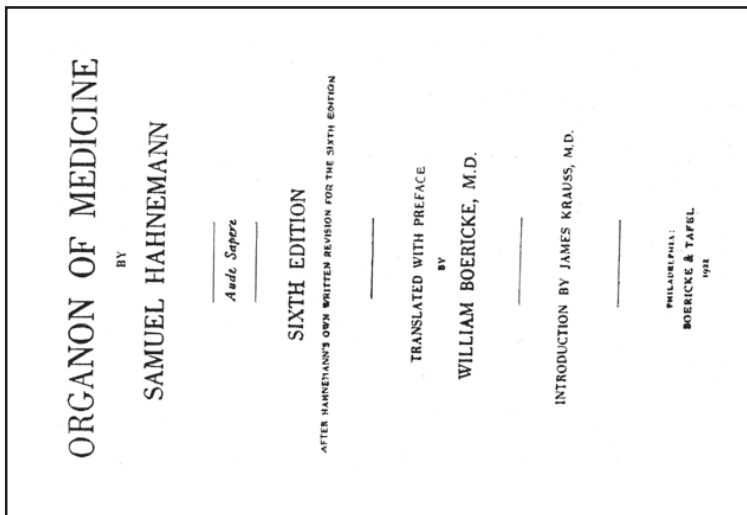 ORGANON OF MEDICINE
BY
SAMUEL HAHNEMANN
Aude Sapere
SIXTH EDITION
AFTER HAHNEMANN'S OWN WRITTEN REVISION FOR THE SIXTH EDITION
TRANSLATED WITH PREFACE
BY
WILLIAM BOERICKE, M.D.
INTRODUCTION BY JAMES KRAUSS, M.D.
PHILADELPHIA:
BOERICKE & TAFEL
1922